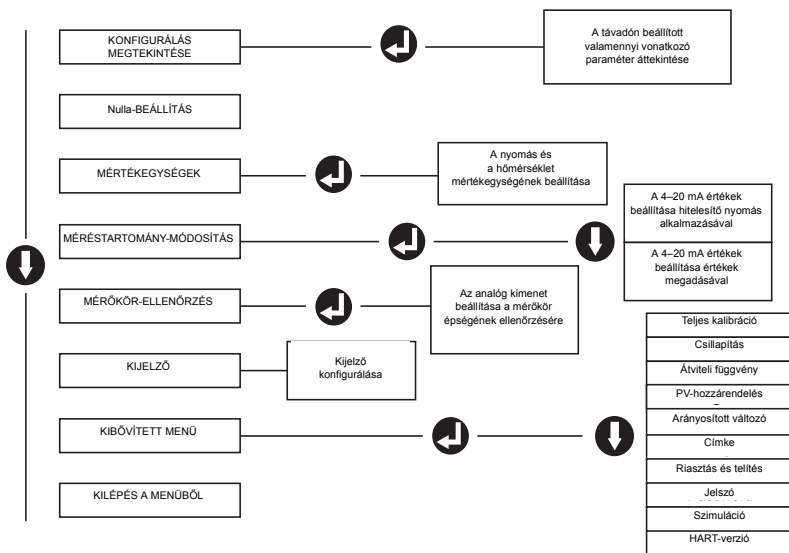 KONFIGURÁLÁS
MEGTEKINTÉSE
A távadón beállított
valamennyi vonatkozó
paraméter áttekintése
Nulla-BEÁLLÍTÁS
MÉRTÉKEGYSÉGEK
A nyomás és
a hőmérséklet
mértékegységének beállítása
MÉRÉSTARTOMÁNY-MÓDOSÍTÁS
A 4–20 mA értékek
beállítása hitelesítő nyomás
alkalmazásával
A 4–20 mA értékek
beállítása értékek
megadásával
MÉRŐKÖR-ELLENŐRZÉS
Az analóg kimenet
beállítása a mérőkör
épségének ellenőrzésére
KIJELZŐ
Kijelző
konfigurálása
KIBŐVÍTETT MENÜ
Teljes kalibráció
Csillapítás
Átviteli függvény
PV-hozzárendelés
Arányosított változó
Címke
Riasztás és telítés
Jelszó
Szimuláció
HART-verzió
KILÉPÉS A MENÜBŐL